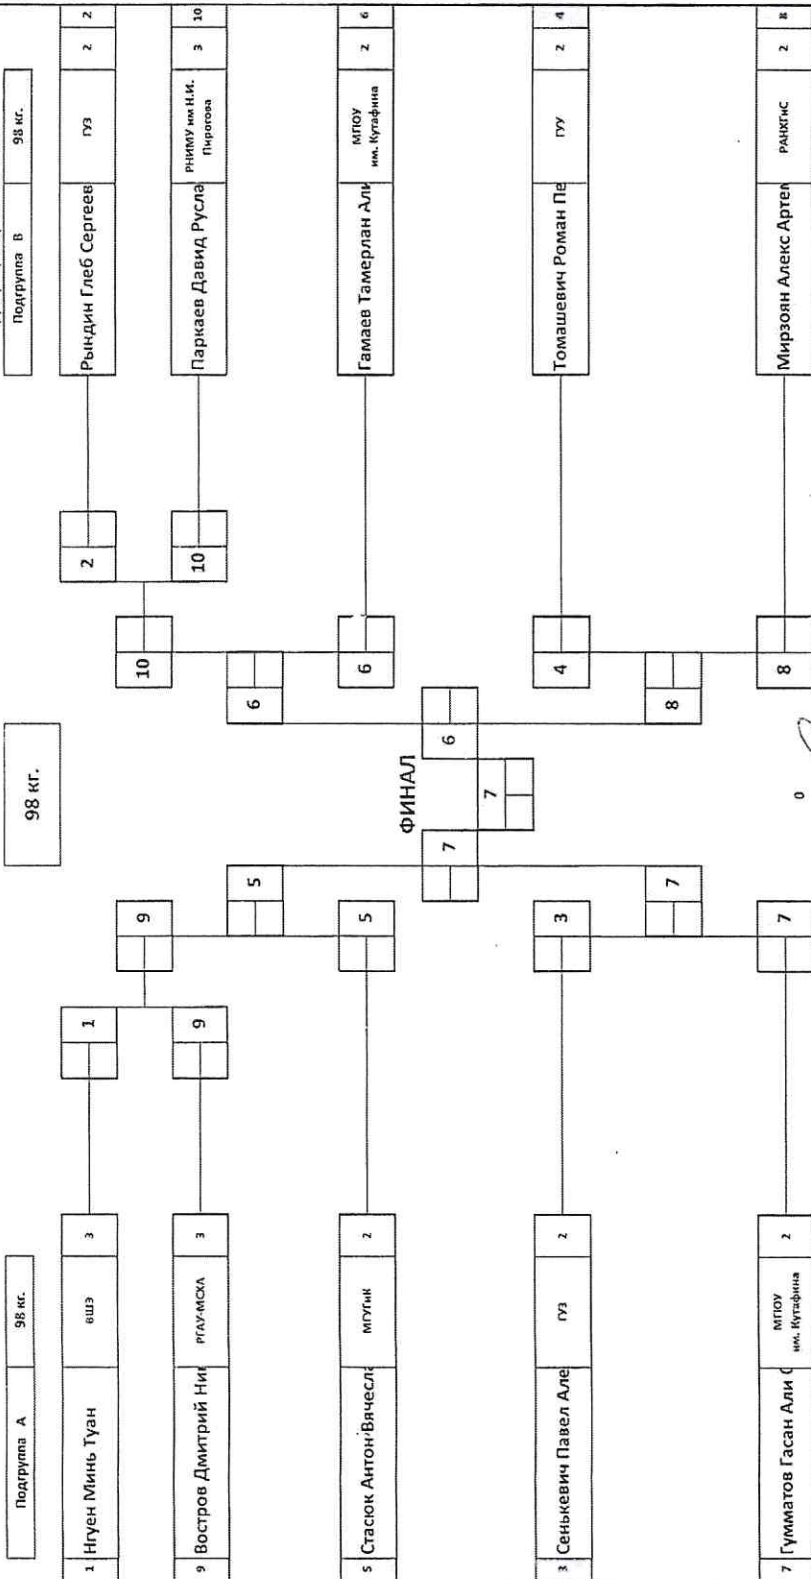 98 кг.
Подгруппа А
98 кг.
1 Нгуен Минь Туан ВШЭ 3
9 Востров Дмитрий Ни РГАУ-МСХА 3
5 Стасюк Антон Вячесла МГУТиК 2
3 Сенькевич Павел Але ГУЗ 2
7 Гумматов Гасан Али МГЮУ
им. Кутафина 2
1
9
9
5
5
3
7
7
7
ФИНАЛ
7
6
6
8
10
6
4
8
2
10
0
Подгруппа В
98 кг.
Рындин Глеб Сергеев ГУЗ 2 2
Паркаев Давид Русла РНИМУ им Н.И.
Пирогова 3 10
Гамаев Тамерлан Али МГЮУ
им. Кутафина 2 6
Томашевич Роман Пе ГУУ 2 4
Мирзоян Алекс Артем РАНХГиС 2 8